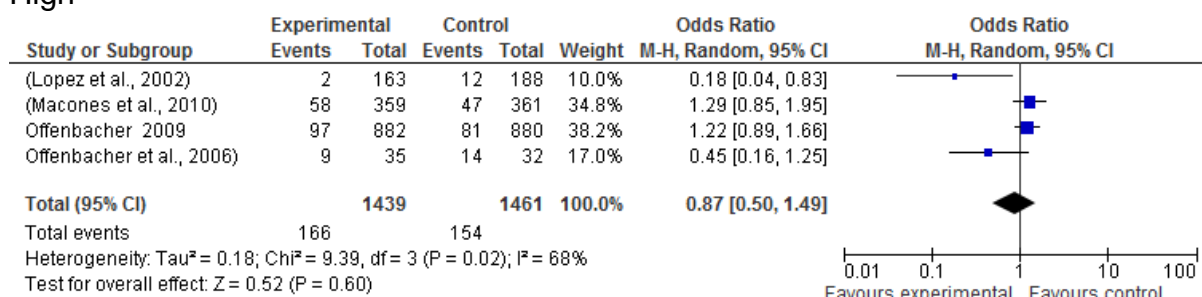 High
Experimental Control Odds Ratio Odds Ratio
Study or Subgroup Events Total Events Total Weight M-H, Random, 95% CI M-H, Random, 95% CI
(Lopez et al., 2002) 2 163 12 188 10.0% 0.18 [0.04, 0.83]
(Macones et al., 2010) 58 359 47 361 34.8% 1.29 [0.85, 1.95]
Offenbacher 2009 97 882 81 880 38.2% 1.22 [0.89, 1.66]
Offenbacher et al., 2006) 9 35 14 32 17.0% 0.45 [0.16, 1.25]
Total (95% CI) 1439 1461 100.0% 0.87 [0.50, 1.49]
Total events 166 154
Heterogeneity: Tau² = 0.18; Chi² = 9.39, df = 3 (P = 0.02); I² = 68%
Test for overall effect: Z = 0.52 (P = 0.60)
0.01 0.1 1 10 100
Favours experimental Favours control